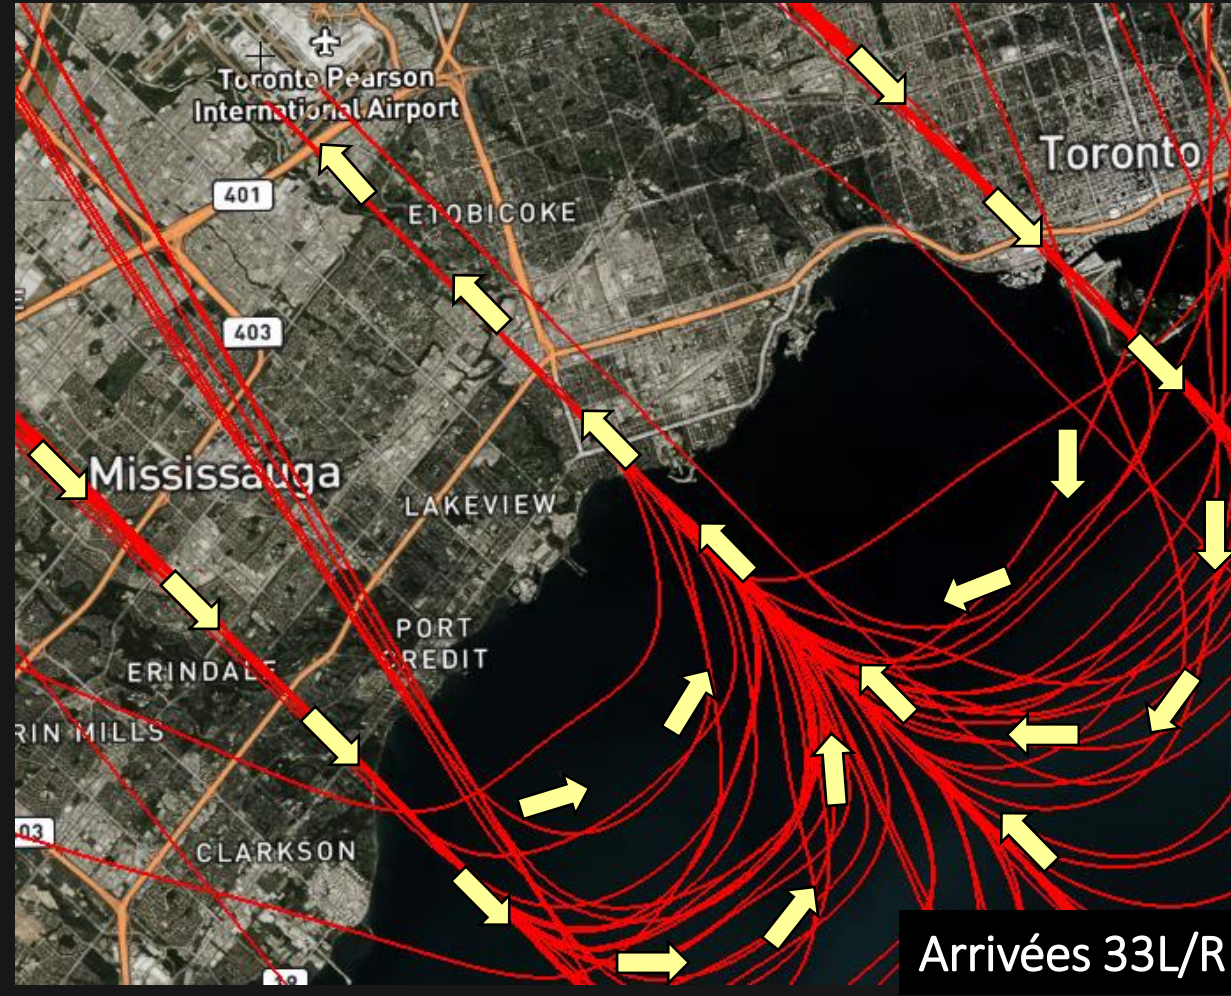 Toronto Pearson
International Airport
Toronto
401
ETOBICOKE
403
Mississauga
LAKEVIEW
PORT
CREDIT
ERINDALE
RIN MILLS
03
CLARKSON
Arrivées 33L/R